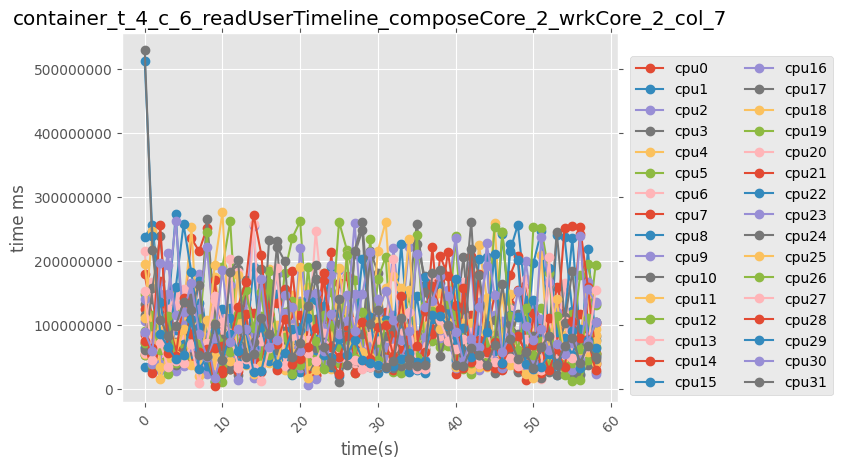 container_t_4_c_6_readUserTimeline_composeCore_2_wrkCore_2_col_7
500000000
400000000
300000000
200000000
100000000
0
time ms
0 10 20 30 40 50 60
time(s)
cpu0 cpu16
cpu1 cpu17
cpu2 cpu18
cpu3 cpu19
cpu4 cpu20
cpu5 cpu21
cpu6 cpu22
cpu7 cpu23
cpu8 cpu24
cpu9 cpu25
cpu10 cpu26
cpu11 cpu27
cpu12 cpu28
cpu13 cpu29
cpu14 cpu30
cpu15 cpu31